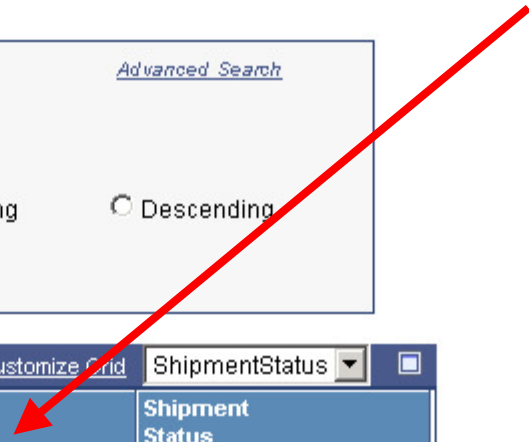 Advanced Search
ng Descending
ustomize Grid ShipmentStatus
Shipment
Status